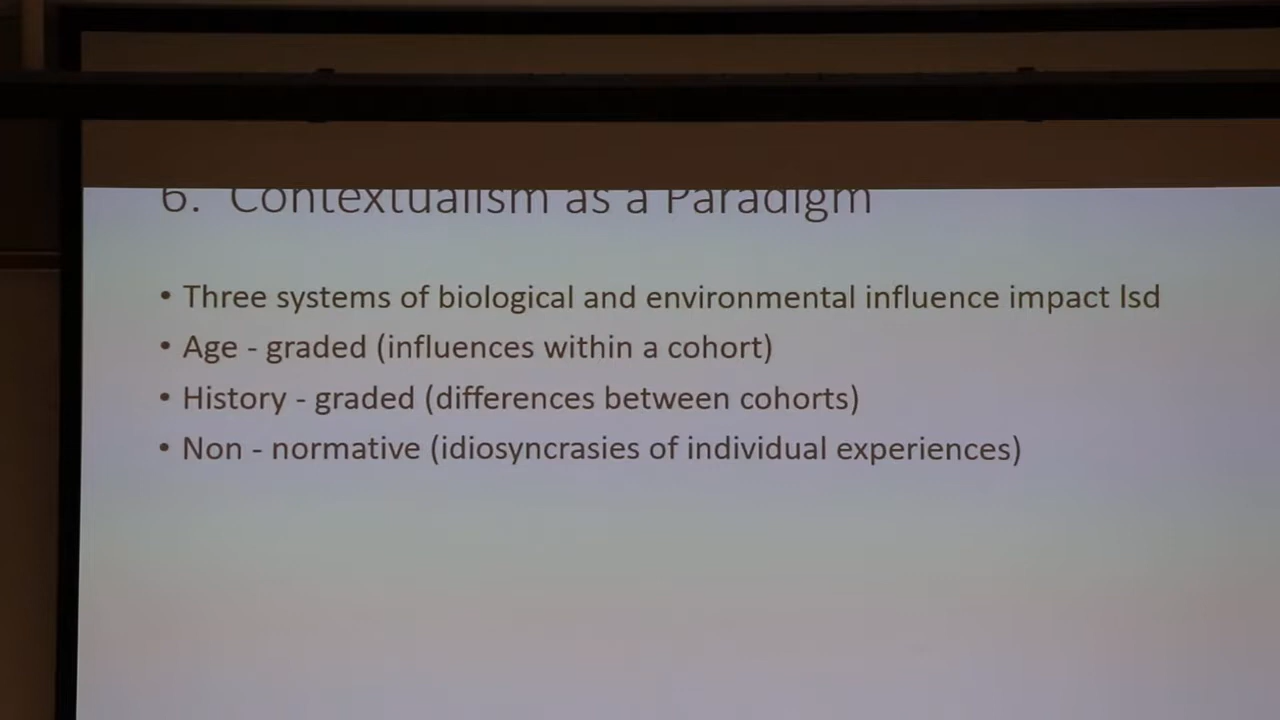 6. Contextualism as a Paradigm
• Three systems of biological and environmental influence impact lsd
• Age - graded (influences within a cohort)
• History - graded (differences between cohorts)
• Non - normative (idiosyncrasies of individual experiences)